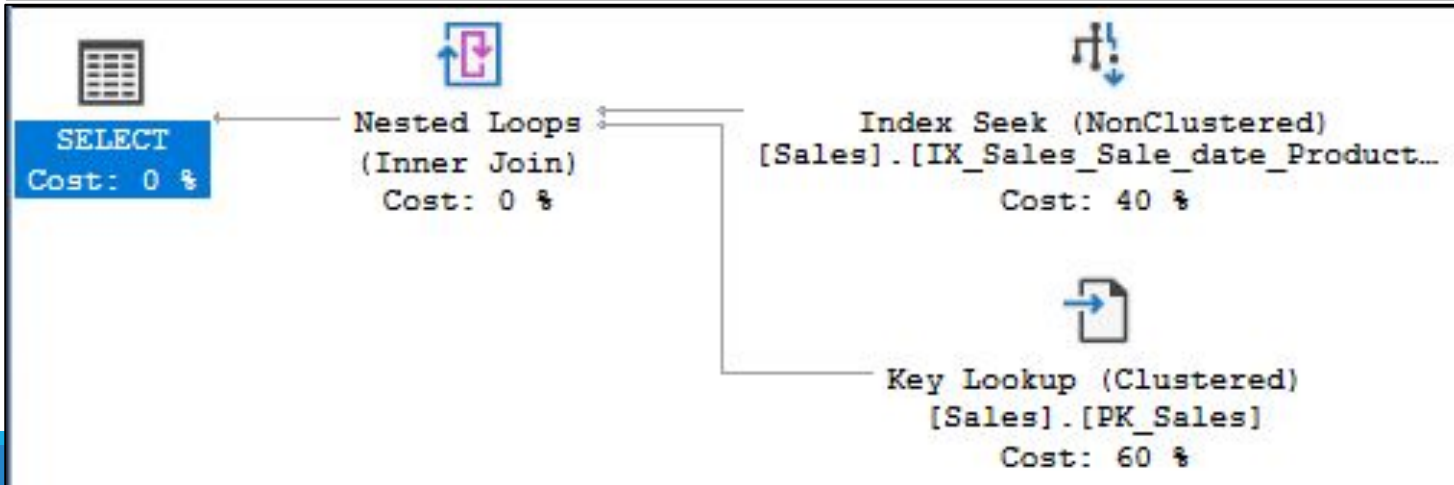 SELECT
Cost: 0 %
Nested Loops
(Inner Join)
Cost: 0 %
Index Seek (NonClustered)
[Sales].[IX_Sales_Sale_date_Product…
Cost: 40 %
Key Lookup (Clustered)
[Sales].[PK_Sales]
Cost: 60 %